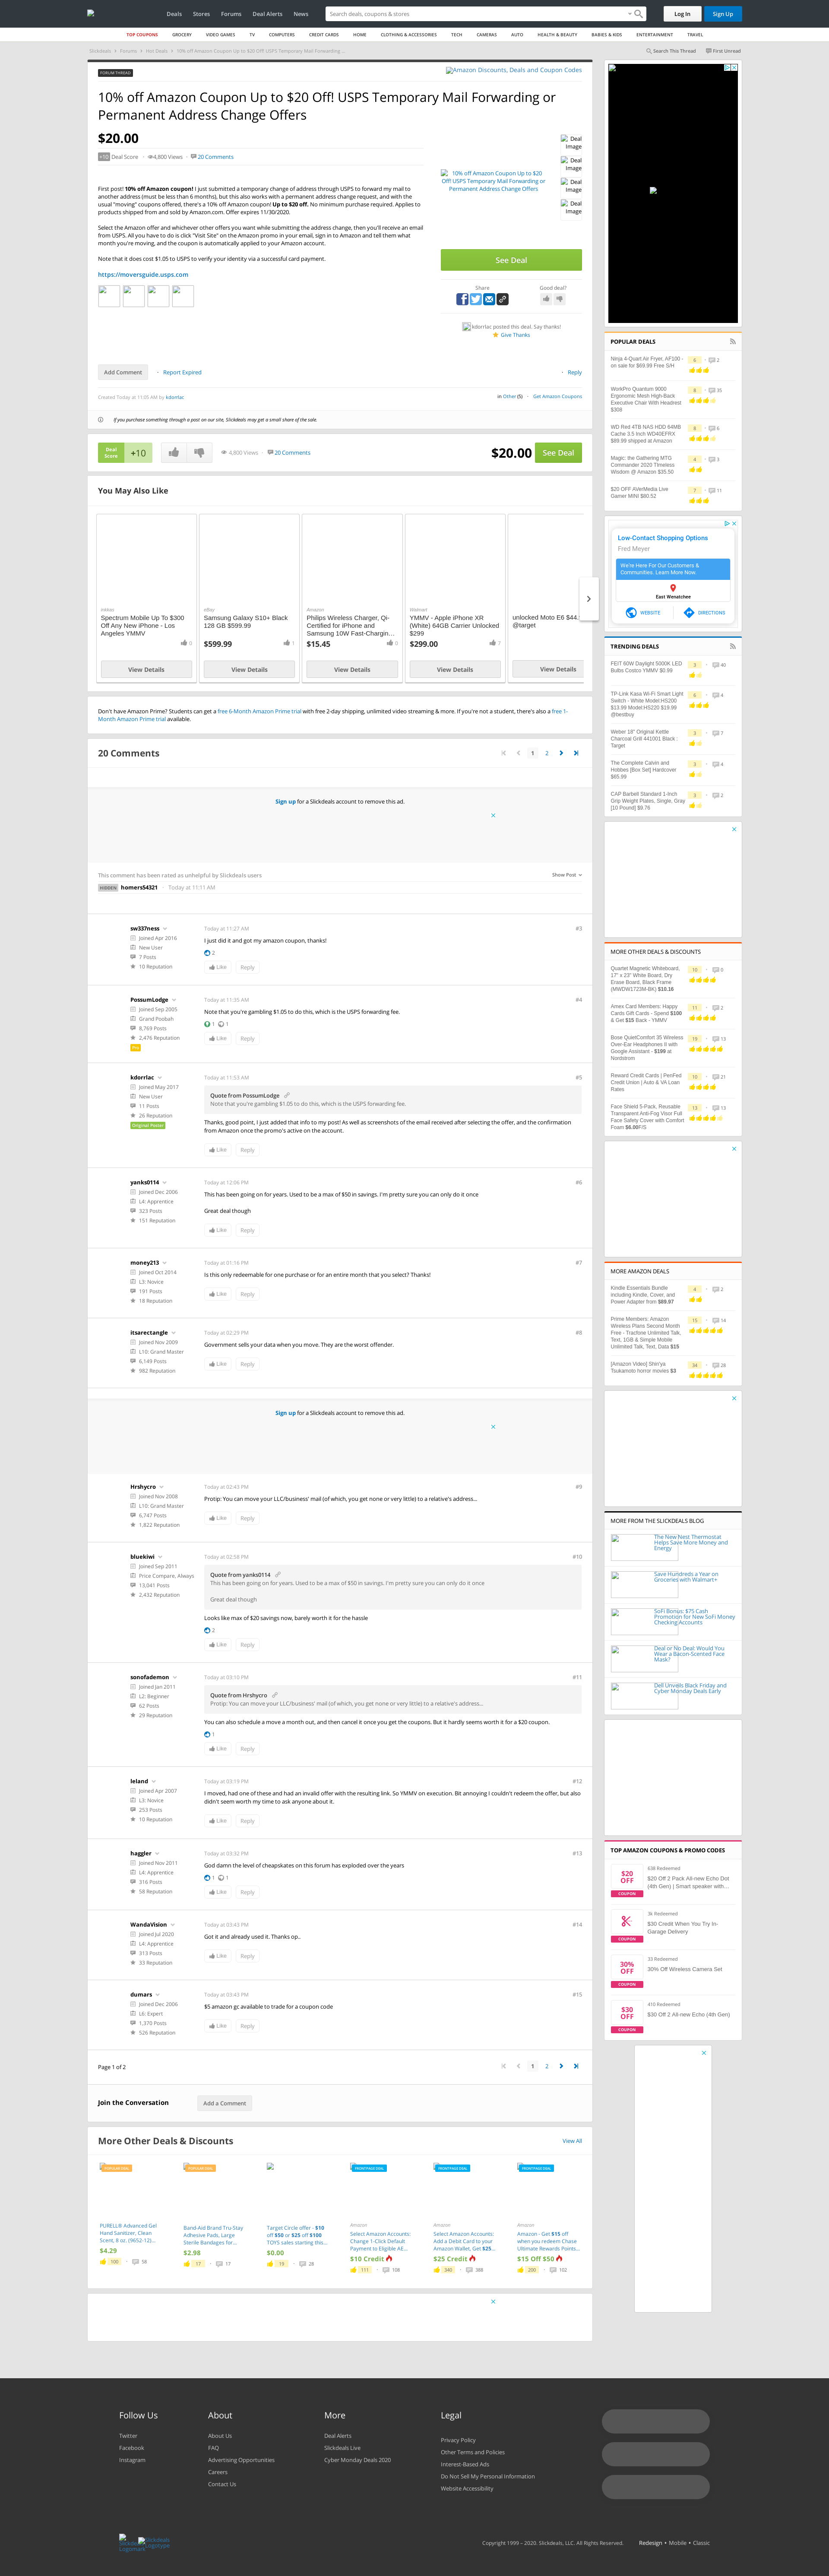 Deals Stores Forums Deal Alerts News
Search deals, coupons & stores
Log In
Sign Up
TOP COUPONS GROCERY VIDEO GAMES TV COMPUTERS CREDIT CARDS HOME CLOTHING & ACCESSORIES TECH CAMERAS AUTO HEALTH & BEAUTY BABIES & KIDS ENTERTAINMENT TRAVEL
Slickdeals > Forums > Hot Deals > 10% off Amazon Coupon Up to $20 Off! USPS Temporary Mail Forwarding ...
Search This Thread
First Unread
FORUM THREAD
Amazon Discounts, Deals and Coupon Codes
10% off Amazon Coupon Up to $20 Off! USPS Temporary Mail Forwarding or
Permanent Address Change Offers
$20.00
+10 Deal Score · 4,800 Views · 20 Comments
First post! 10% off Amazon coupon! I just submitted a temporary change of address through USPS to forward my mail to
another address (must be less than 6 months), but this also works with a permanent address change request, and with the
usual "moving" coupons offered, there's a 10% off Amazon coupon! Up to $20 off. No minimum purchase required. Applies to
products shipped from and sold by Amazon.com. Offer expires 11/30/2020.
Select the Amazon offer and whichever other offers you want while submitting the address change, then you'll receive an email
from USPS. All you have to do is click "Visit Site" on the Amazon promo in your email, sign in to Amazon and tell them what
month you're moving, and the coupon is automatically applied to your Amazon account.
Note that it does cost $1.05 to USPS to verify your identity via a successful card payment.
https://moversguide.usps.com
10% off Amazon Coupon Up to $20
Off! USPS Temporary Mail Forwarding or
Permanent Address Change Offers
Deal
Image
Deal
Image
Deal
Image
Deal
Image
See Deal
Share
Good deal?
kdorrlac posted this deal. Say thanks!
Give Thanks
Add Comment · Report Expired
· Reply
Created Today at 11:05 AM by kdorrlac
in Other (5) · Get Amazon Coupons
If you purchase something through a post on our site, Slickdeals may get a small share of the sale.
Deal
Score
+10
4,800 Views · 20 Comments
$20.00
See Deal
You May Also Like
inkbas
Spectrum Mobile Up To $300
Off Any New iPhone - Los
Angeles YMMV
0
View Details
eBay
Samsung Galaxy S10+ Black
128 GB $599.99
$599.99
1
View Details
Amazon
Philips Wireless Charger, Qi-
Certified for iPhone and
Samsung 10W Fast-Chargin...
$15.45
0
View Details
Walmart
YMMV - Apple iPhone XR
(White) 64GB Carrier Unlocked
$299
$299.00
7
View Details
unlocked Moto E6 $44.
@target
View Details
Don't have Amazon Prime? Students can get a free 6-Month Amazon Prime trial with free 2-day shipping, unlimited video streaming & more. If you're not a student, there's also a free 1-
Month Amazon Prime trial available.
20 Comments
1 2
Sign up for a Slickdeals account to remove this ad.
This comment has been rated as unhelpful by Slickdeals users
Show Post
HIDDEN homers54321 · Today at 11:11 AM
sw337ness
Joined Apr 2016
New User
7 Posts
10 Reputation
Today at 11:27 AM
#3
I just did it and got my amazon coupon, thanks!
2
Like Reply
PossumLodge
Joined Sep 2005
Grand Poobah
8,769 Posts
2,476 Reputation
Pro
Today at 11:35 AM
#4
Note that you're gambling $1.05 to do this, which is the USPS forwarding fee.
1 1
Like Reply
kdorrlac
Joined May 2017
New User
11 Posts
26 Reputation
Original Poster
Today at 11:53 AM
#5
Quote from PossumLodge
Note that you're gambling $1.05 to do this, which is the USPS forwarding fee.
Thanks, good point, I just added that info to my post! As well as screenshots of the email received after selecting the offer, and the confirmation
from Amazon once the promo's active on the account.
Like Reply
yanks0114
Joined Dec 2006
L4: Apprentice
323 Posts
151 Reputation
Today at 12:06 PM
#6
This has been going on for years. Used to be a max of $50 in savings. I'm pretty sure you can only do it once
Great deal though
Like Reply
money213
Joined Oct 2014
L3: Novice
191 Posts
18 Reputation
Today at 01:16 PM
#7
Is this only redeemable for one purchase or for an entire month that you select? Thanks!
Like Reply
itsarectangle
Joined Nov 2009
L10: Grand Master
6,149 Posts
982 Reputation
Today at 02:29 PM
#8
Government sells your data when you move. They are the worst offender.
Like Reply
Sign up for a Slickdeals account to remove this ad.
Hrshycro
Joined Nov 2008
L10: Grand Master
6,747 Posts
1,822 Reputation
Today at 02:43 PM
#9
Protip: You can move your LLC/business' mail (of which, you get none or very little) to a relative's address...
Like Reply
bluekiwi
Joined Sep 2011
Price Compare, Always
13,041 Posts
2,432 Reputation
Today at 02:58 PM
#10
Quote from yanks0114
This has been going on for years. Used to be a max of $50 in savings. I'm pretty sure you can only do it once
Great deal though
Looks like max of $20 savings now, barely worth it for the hassle
2
Like Reply
sonofademon
Joined Jan 2011
L2: Beginner
62 Posts
29 Reputation
Today at 03:10 PM
#11
Quote from Hrshycro
Protip: You can move your LLC/business' mail (of which, you get none or very little) to a relative's address...
You can also schedule a move a month out, and then cancel it once you get the coupons. But it hardly seems worth it for a $20 coupon.
1
Like Reply
leland
Joined Apr 2007
L3: Novice
253 Posts
10 Reputation
Today at 03:19 PM
#12
I moved, had one of these and had an invalid offer with the resulting link. So YMMV on execution. Bit annoying I couldn't redeem the offer, but also
didn't seem worth my time to ask anyone about it.
Like Reply
haggler
Joined Nov 2011
L4: Apprentice
316 Posts
58 Reputation
Today at 03:32 PM
#13
God damn the level of cheapskates on this forum has exploded over the years
1 1
Like Reply
WandaVision
Joined Jul 2020
L4: Apprentice
313 Posts
33 Reputation
Today at 03:43 PM
#14
Got it and already used it. Thanks op..
Like Reply
dumars
Joined Dec 2006
L6: Expert
1,370 Posts
526 Reputation
Today at 03:43 PM
#15
$5 amazon gc available to trade for a coupon code
Like Reply
Page 1 of 2
1 2
Join the Conversation
Add a Comment
More Other Deals & Discounts
View All
POPULAR DEAL
PURELL® Advanced Gel
Hand Sanitizer, Clean
Scent, 8 oz. (9652-12)...
$4.29
100 · 58
POPULAR DEAL
Band-Aid Brand Tru-Stay
Adhesive Pads, Large
Sterile Bandages for...
$2.98
17 · 17
Target Circle offer - $10
off $50 or $25 off $100
TOYS sales starting this...
$0.00
19 · 28
FRONTPAGE DEAL
Amazon
Select Amazon Accounts:
Change 1-Click Default
Payment to Eligible AE...
$10 Credit
111 · 108
FRONTPAGE DEAL
Amazon
Select Amazon Accounts:
Add a Debit Card to your
Amazon Wallet, Get $25...
$25 Credit
340 · 388
FRONTPAGE DEAL
Amazon
Amazon - Get $15 off
when you redeem Chase
Ultimate Rewards Points...
$15 Off $50
200 · 102
POPULAR DEALS
Ninja 4-Quart Air Fryer, AF100 -
on sale for $69.99 Free S/H
6 · 2
WorkPro Quantum 9000
Ergonomic Mesh High-Back
Executive Chair With Headrest
$308
8 · 35
WD Red 4TB NAS HDD 64MB
Cache 3.5 Inch WD40EFRX
$89.99 shipped at Amazon
8 · 6
Magic: the Gathering MTG
Commander 2020 Timeless
Wisdom @ Amazon $35.50
4 · 3
$20 OFF AVerMedia Live
Gamer MINI $80.52
7 · 11
Low-Contact Shopping Options
Fred Meyer
We're Here For Our Customers &
Communities. Learn More Now.
East Wenatchee
WEBSITE
DIRECTIONS
TRENDING DEALS
FEIT 60W Daylight 5000K LED
Bulbs Costco YMMV $0.99
3 · 40
TP-Link Kasa Wi-Fi Smart Light
Switch - White Model:HS200
$13.99 Model:HS220 $19.99
@bestbuy
6 · 4
Weber 18" Original Kettle
Charcoal Grill 441001 Black :
Target
3 · 7
The Complete Calvin and
Hobbes [Box Set] Hardcover
$65.99
3 · 4
CAP Barbell Standard 1-Inch
Grip Weight Plates, Single, Gray
[10 Pound] $9.76
3 · 2
MORE OTHER DEALS & DISCOUNTS
Quartet Magnetic Whiteboard,
17" x 23" White Board, Dry
Erase Board, Black Frame
(MWDW1723M-BK) $10.16
10 · 0
Amex Card Members: Happy
Cards Gift Cards - Spend $100
& Get $15 Back - YMMV
11 · 2
Bose QuietComfort 35 Wireless
Over-Ear Headphones II with
Google Assistant - $199 at
Nordstrom
19 · 13
Reward Credit Cards | PenFed
Credit Union | Auto & VA Loan
Rates
10 · 21
Face Shield 5-Pack, Reusable
Transparent Anti-Fog Visor Full
Face Safety Cover with Comfort
Foam $6.00F/S
13 · 13
MORE AMAZON DEALS
Kindle Essentials Bundle
including Kindle, Cover, and
Power Adapter from $89.97
4 · 2
Prime Members: Amazon
Wireless Plans Second Month
Free - Tracfone Unlimited Talk,
Text, 1GB & Simple Mobile
Unlimited Talk, Text, Data $15
15 · 14
[Amazon Video] Shin'ya
Tsukamoto horror movies $3
34 · 28
MORE FROM THE SLICKDEALS BLOG
The New Nest Thermostat
Helps Save More Money and
Energy
Save Hundreds a Year on
Groceries with Walmart+
SoFi Bonus: $75 Cash
Promotion for New SoFi Money
Checking Accounts
Deal or No Deal: Would You
Wear a Bacon-Scented Face
Mask?
Dell Unveils Black Friday and
Cyber Monday Deals Early
TOP AMAZON COUPONS & PROMO CODES
$20
OFF
COUPON
638 Redeemed
$20 Off 2 Pack All-new Echo Dot
(4th Gen) | Smart speaker with...
COUPON
3k Redeemed
$30 Credit When You Try In-
Garage Delivery
30%
OFF
COUPON
33 Redeemed
30% Off Wireless Camera Set
$30
OFF
COUPON
410 Redeemed
$30 Off 2 All-new Echo (4th Gen)
Follow Us
Twitter
Facebook
Instagram
About
About Us
FAQ
Advertising Opportunities
Careers
Contact Us
More
Deal Alerts
Slickdeals Live
Cyber Monday Deals 2020
Legal
Privacy Policy
Other Terms and Policies
Interest-Based Ads
Do Not Sell My Personal Information
Website Accessibility
Copyright 1999 – 2020. Slickdeals, LLC. All Rights Reserved.
Redesign • Mobile • Classic